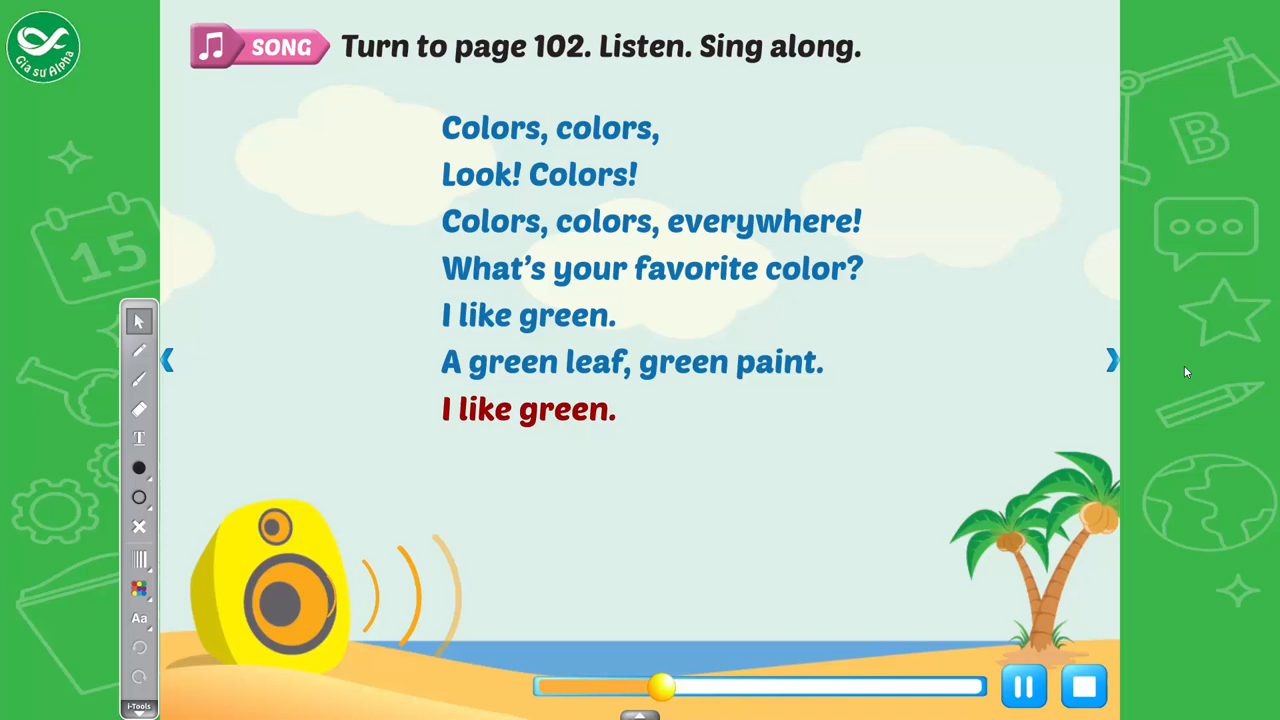 Gia sư Alpha
SONG Turn to page 102. Listen. Sing along.
Colors, colors,
Look! Colors!
Colors, colors, everywhere!
What's your favorite color?
I like green.
A green leaf, green paint.
I like green.
15
B
T
Aa
i-Tools